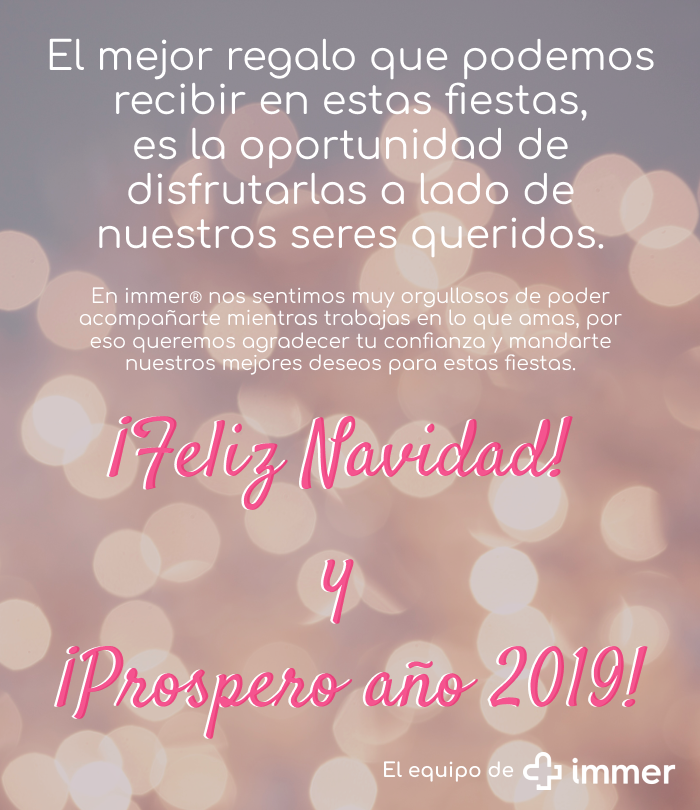 El mejor regalo que podemos
recibir en estas fiestas,
es la oportunidad de
disfrutarlas a lado de
nuestros seres queridos.
En immer® nos sentimos muy orgullosos de poder
acompañarte mientras trabajas en lo que amas, por
eso queremos agradecer tu confianza y mandarte
nuestros mejores deseos para estas fiestas.
¡Feliz Navidad!
y
¡Prospero año 2019!
El equipo de immer